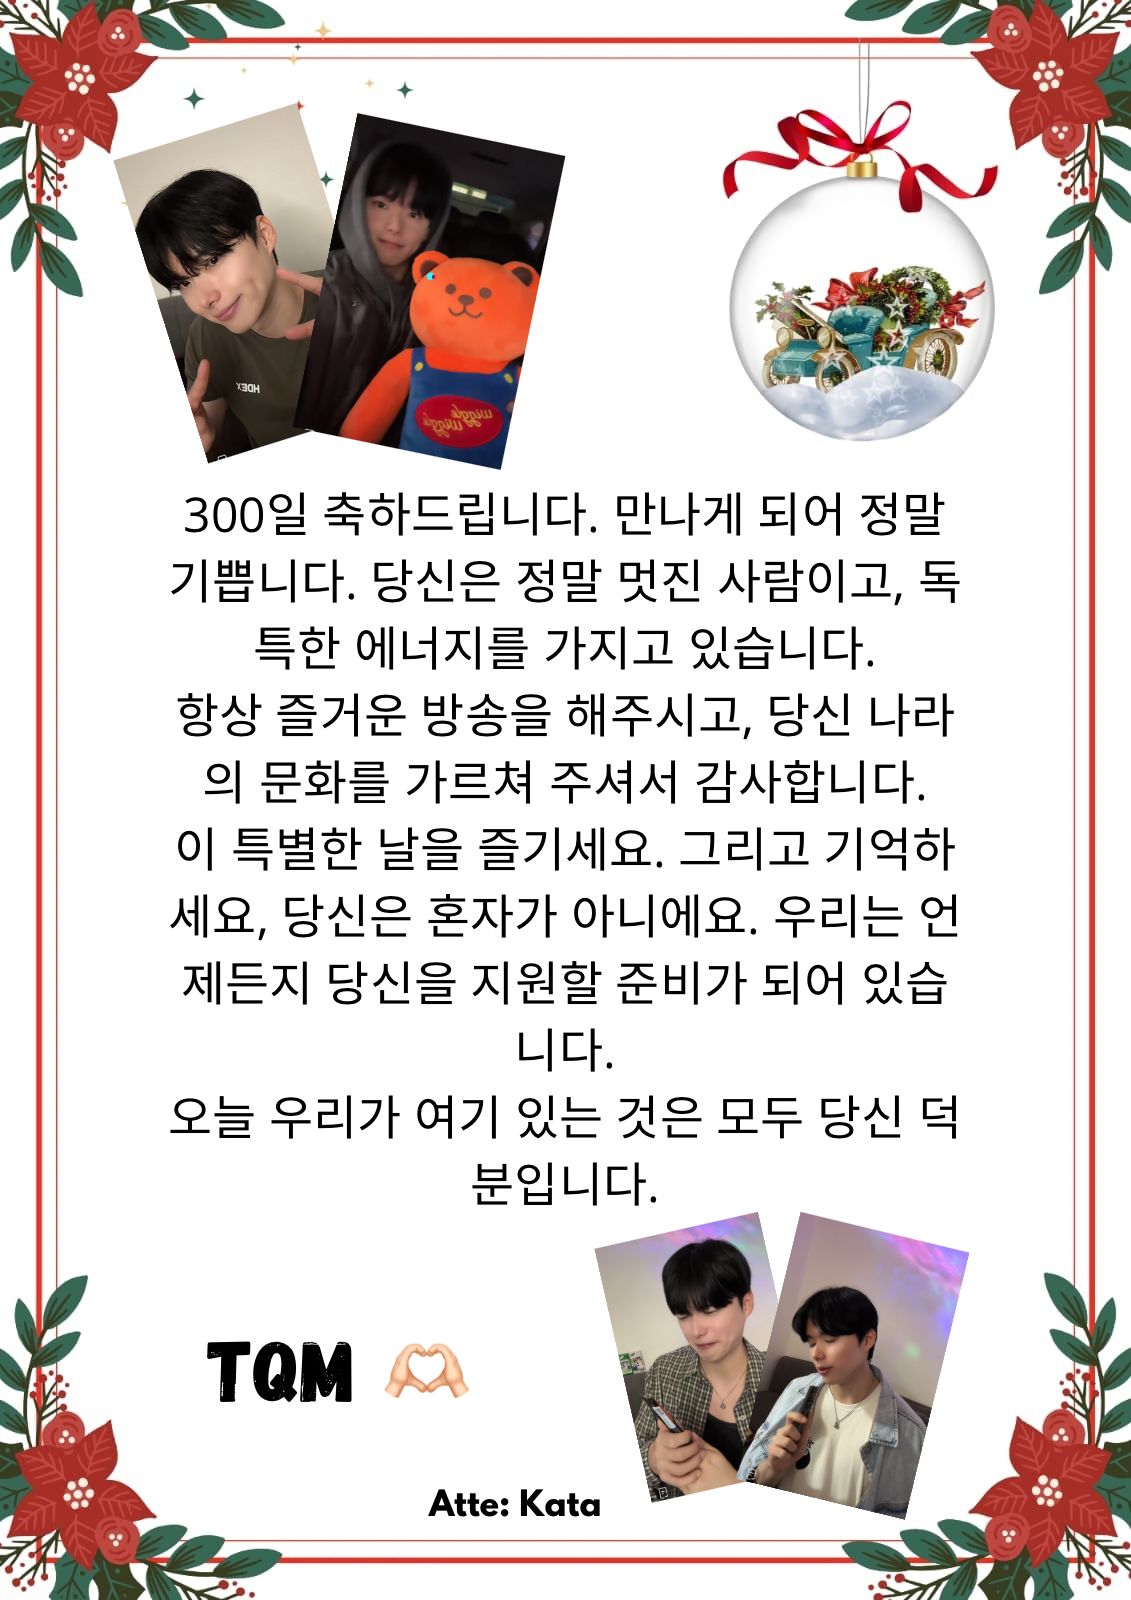 HDEX
wiggle
wiggle
300일 축하드립니다. 만나게 되어 정말
기쁩니다. 당신은 정말 멋진 사람이고, 독
특한 에너지를 가지고 있습니다.
항상 즐거운 방송을 해주시고, 당신 나라
의 문화를 가르쳐 주셔서 감사합니다.
이 특별한 날을 즐기세요. 그리고 기억하
세요, 당신은 혼자가 아니에요. 우리는 언
제든지 당신을 지원할 준비가 되어 있습
니다.
오늘 우리가 여기 있는 것은 모두 당신 덕
분입니다.
TQM
Atte: Kata